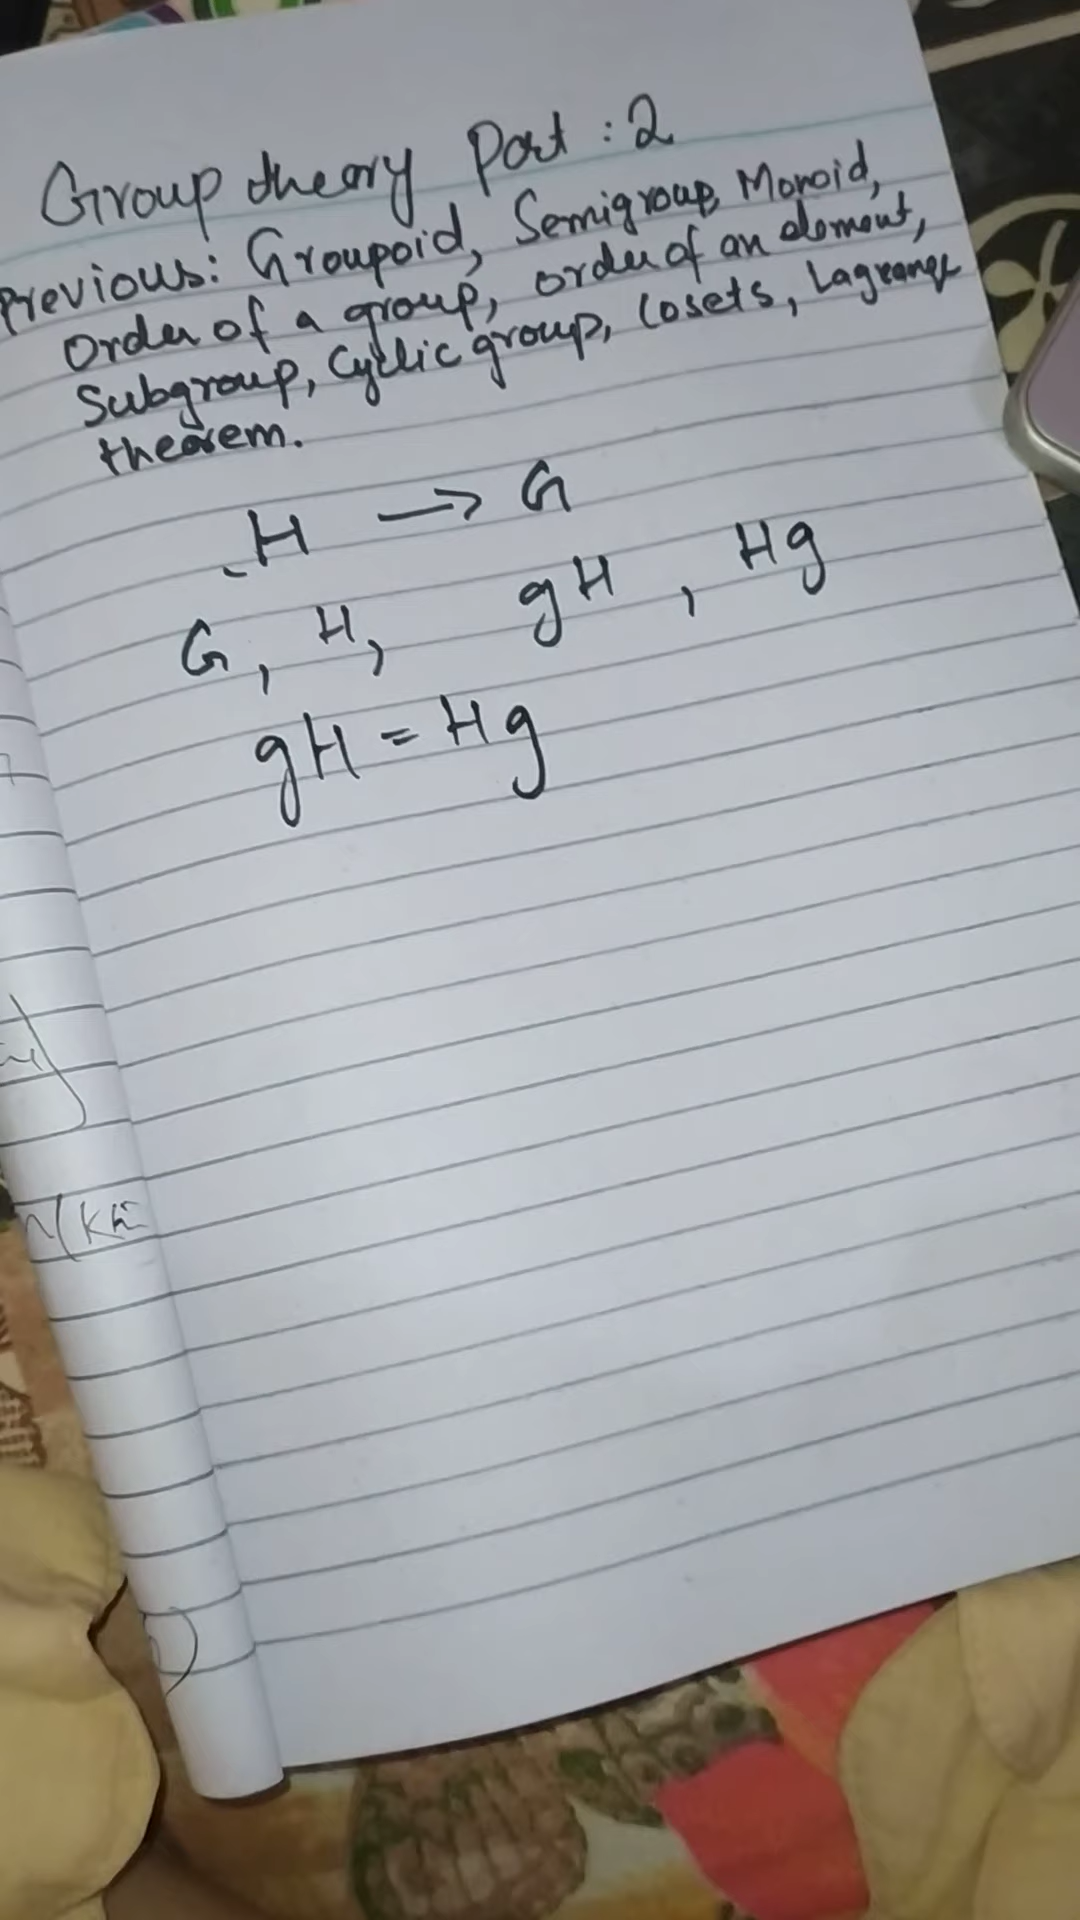 Group theory Part : 2
Previous: Groupoid, Semigroup, Monoid,
Order of a group, order of an element,
Subgroup, Cyclic group, Cosets, Lagrange
theorem.
H → G
G, H, gH, Hg
gH = Hg